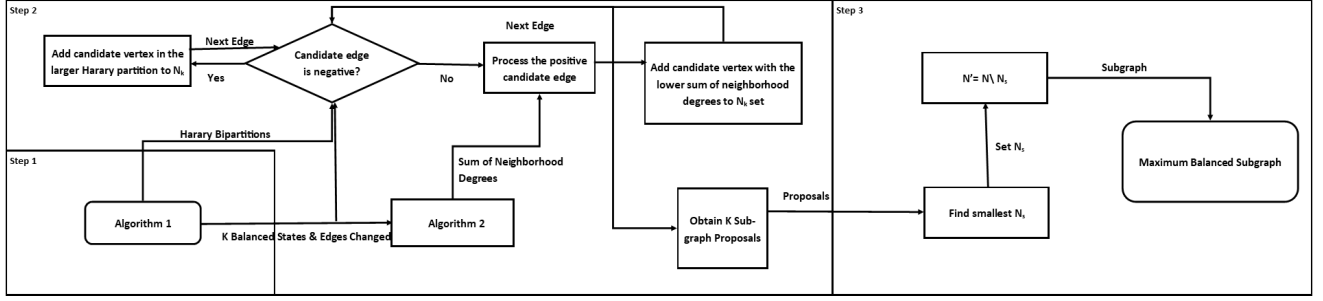 Step 2
Add candidate vertex in the
larger Harary partition to Nk
Next Edge
Yes
Candidate edge
is negative?
No
Next Edge
Process the positive
candidate edge
Add candidate vertex with the
lower sum of neighborhood
degrees to Nk set
Harary Bipartitions
Step 1
Algorithm 1
K Balanced States & Edges Changed
Sum of Neighborhood
Degrees
Algorithm 2
Obtain K Sub-
graph Proposals
Proposals
Step 3
N'= N\ Ns
Subgraph
Set Ns
Find smallest Ns
Maximum Balanced Subgraph